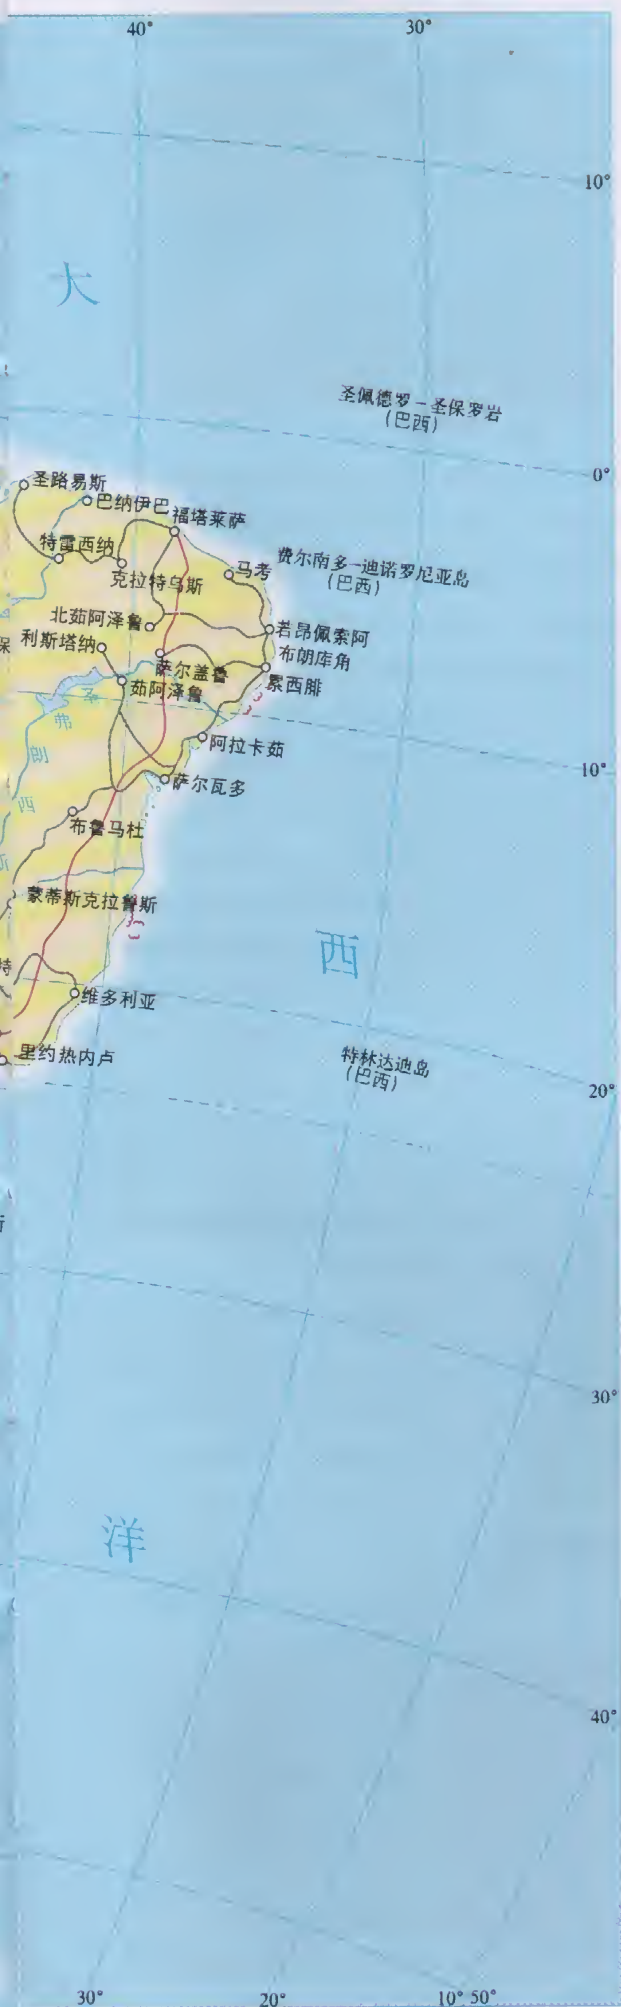 40°
30°
10°
大
圣佩德罗－圣保罗岩
(巴西)
0°
圣路易斯
巴纳伊巴
福塔莱萨
特雷西纳
克拉特乌斯
马考
费尔南多－迪诺罗尼亚岛
(巴西)
北茹阿泽鲁
若昂佩索阿
保
利斯塔纳
布朗库角
萨尔盖鲁
茹阿泽鲁
累西腓
圣
弗
阿拉卡茹
朗
10°
萨尔瓦多
西
布鲁马杜
斯
蒙蒂斯克拉鲁斯
西
特
维多利亚
里约热内卢
特林达迪岛
(巴西)
20°
30°
洋
40°
30°
20°
10° 50°